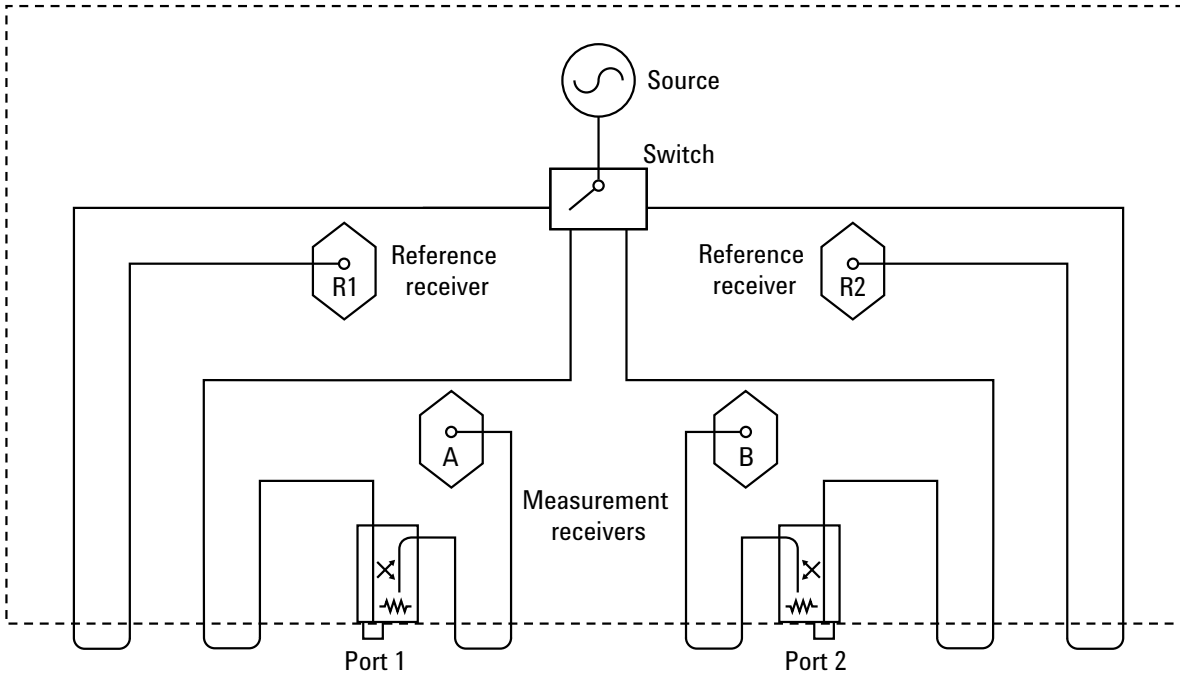 Source
Switch
Reference
receiver
R1
Reference
receiver
R2
A
B
Measurement
receivers
Port 1
Port 2